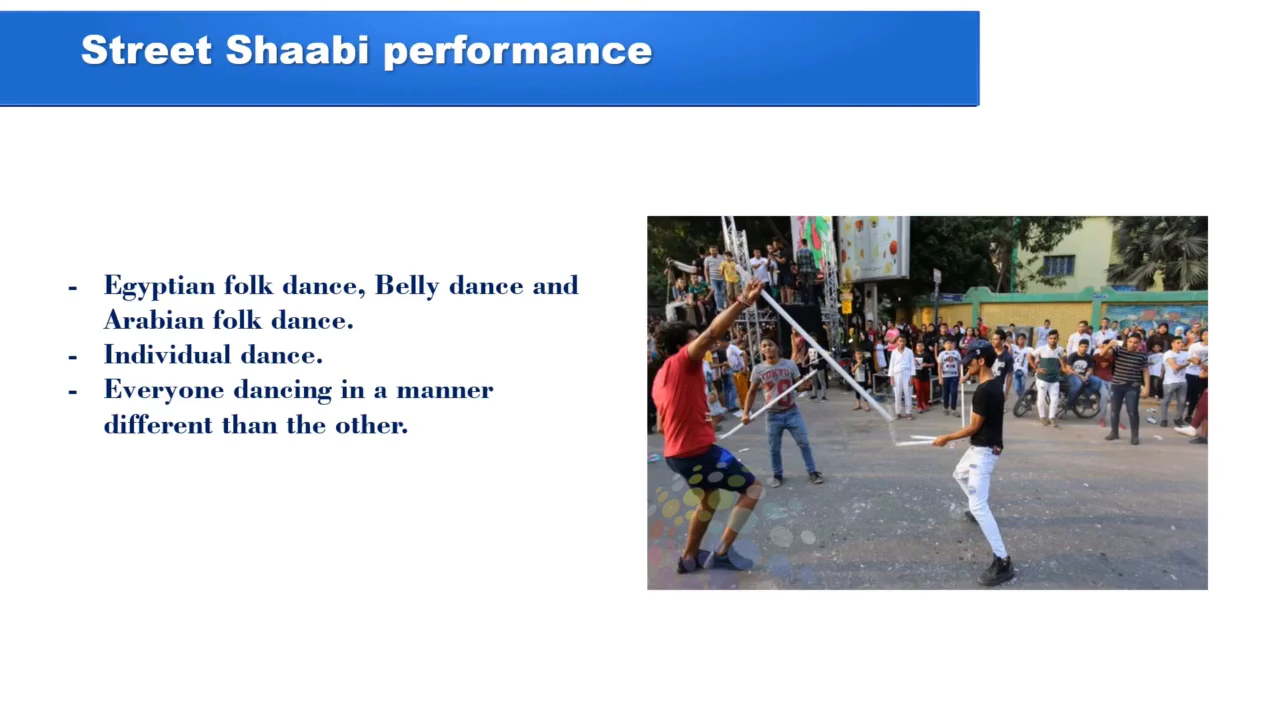 Street Shaabi performance
- Egyptian folk dance, Belly dance and
Arabian folk dance.
- Individual dance.
- Everyone dancing in a manner
different than the other.